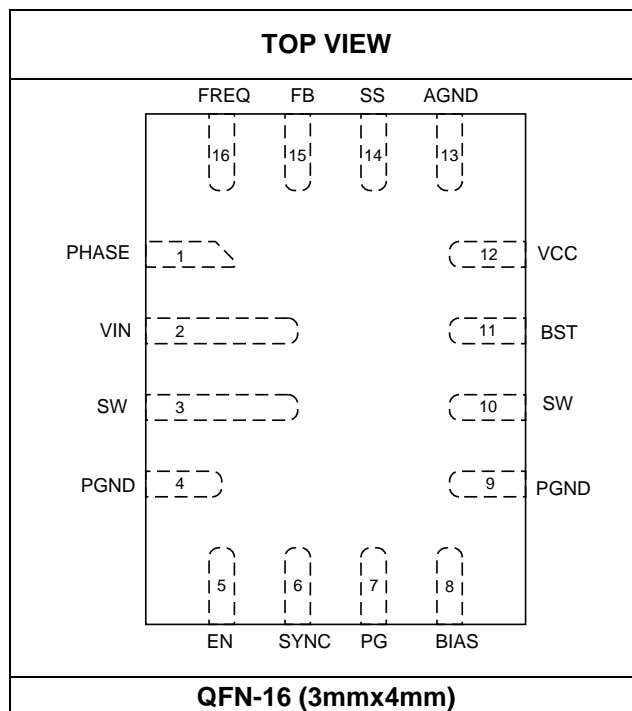 TOP VIEW
FREQ FB SS AGND
16 15 14 13
PHASE 1 12 VCC
VIN 2 11 BST
SW 3 10 SW
PGND 4 9 PGND
5 6 7 8
EN SYNC PG BIAS
QFN-16 (3mmx4mm)